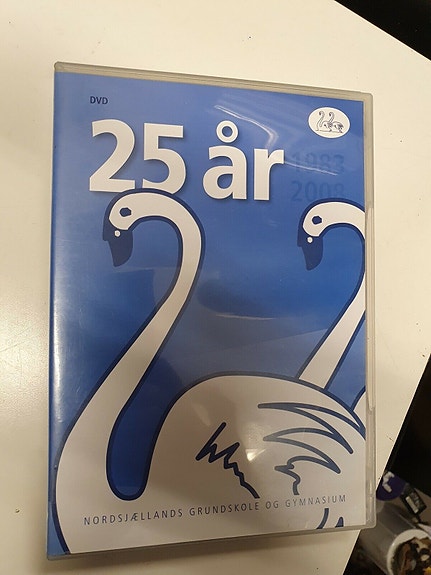 DVD
25 år
1983
2008
NORDSJÆLLANDS GRUNDSKOLE OG GYMNASIUM